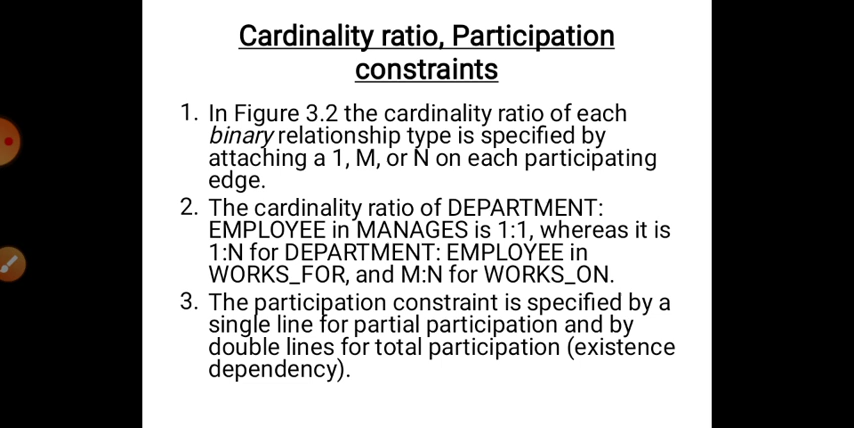 Cardinality ratio, Participation
constraints
1. In Figure 3.2 the cardinality ratio of each
binary relationship type is specified by
attaching a 1, M, or N on each participating
edge.
2. The cardinality ratio of DEPARTMENT:
EMPLOYEE in MANAGES is 1:1, whereas it is
1:N for DEPARTMENT: EMPLOYEE in
WORKS_FOR, and M:N for WORKS_ON.
3. The participation constraint is specified by a
single line for partial participation and by
double lines for total participation (existence
dependency).